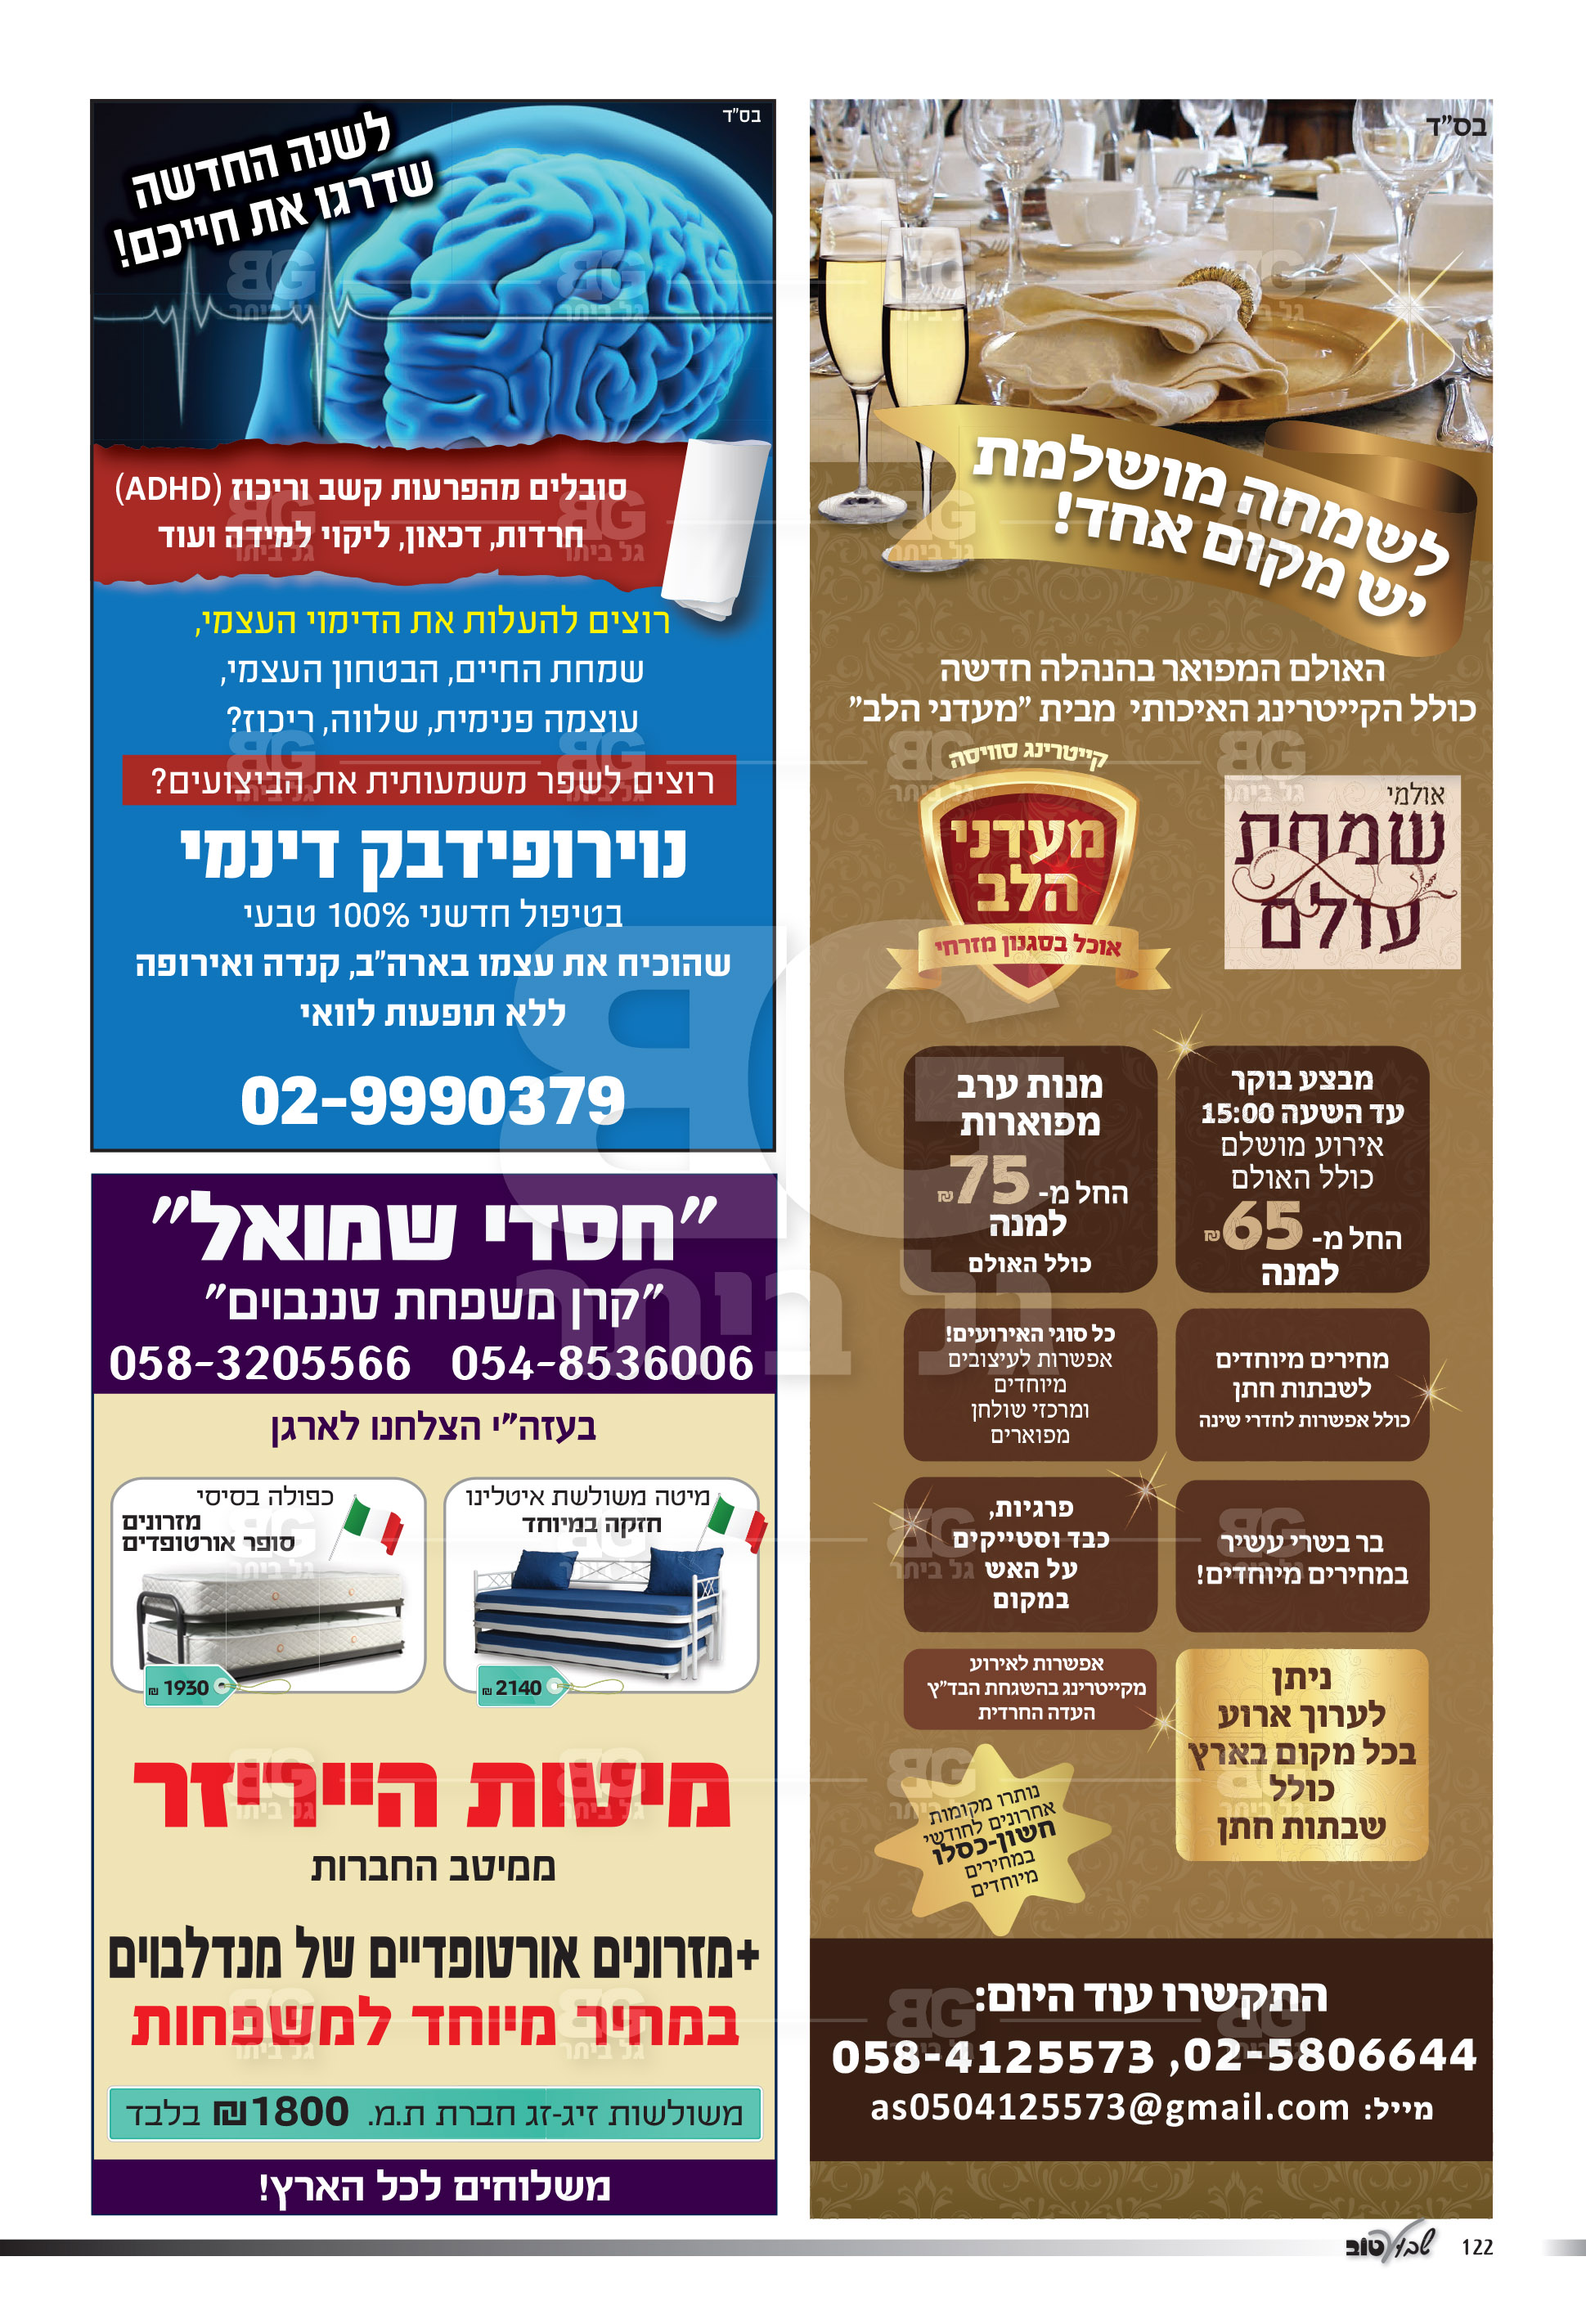 בס"ד
לשמחה מושלמת
יש מקום אחד!
האולם המפואר בהנהלה חדשה
כולל הקייטרינג האיכותי מבית "מעדני הלב"
אולמי
שמחת
עולם
קייטרינג סוויסה
מעדני
הלב
אוכל בסגנון מזרחי
מבצע בוקר
עד השעה 15:00
אירוע מושלם
כולל האולם
החל מ- 65 ₪
למנה
מנות ערב
מפוארות
החל מ- 75 ₪
למנה
כולל האולם
מחירים מיוחדים
לשבתות חתן
כולל אפשרות לחדרי שינה
כל סוגי האירועים!
אפשרות לעיצובים
מיוחדים
ומרכזי שולחן
מפוארים
בר בשרי עשיר
במחירים מיוחדים!
פרגיות,
כבד וסטייקים
על האש
במקום
ניתן
לערוך ארוע
בכל מקום בארץ
כולל
שבתות חתן
אפשרות לאירוע
מקייטרינג בהשגחת הבד"ץ
העדה החרדית
נותרו מקומות
אחרונים לחודשי
חשון-כסלו
במחירים
מיוחדים
התקשרו עוד היום:
058-4125573 ,02-5806644
מייל: as0504125573@gmail.com
בס"ד
לשנה החדשה
שדרגו את חייכם!
סובלים מהפרעות קשב וריכוז (ADHD)
חרדות, דכאון, ליקוי למידה ועוד
רוצים להעלות את הדימוי העצמי,
שמחת החיים, הבטחון העצמי,
עוצמה פנימית, שלווה, ריכוז?
רוצים לשפר משמעותית את הביצועים?
נוירופידבק דינמי
בטיפול חדשני 100% טבעי
שהוכיח את עצמו בארה"ב, קנדה ואירופה
ללא תופעות לוואי
02-9990379
"חסדי שמואל"
"קרן משפחת טננבוים"
058-3205566 054-8536006
בעזה"י הצלחנו לארגן
מיטה משולשת איטלינו
חזקה במיוחד
2140 ₪
כפולה בסיסי
מזרונים
סופר אורטופדים
1930 ₪
מיטות היירייזר
ממיטב החברות
+מזרונים אורטופדיים של מנדלבוים
במחיר מיוחד למשפחות
משולשות זיג-זג חברת ת.מ. 1800₪ בלבד
משלוחים לכל הארץ!
BG
גל ביתר
שבוע טוב
122